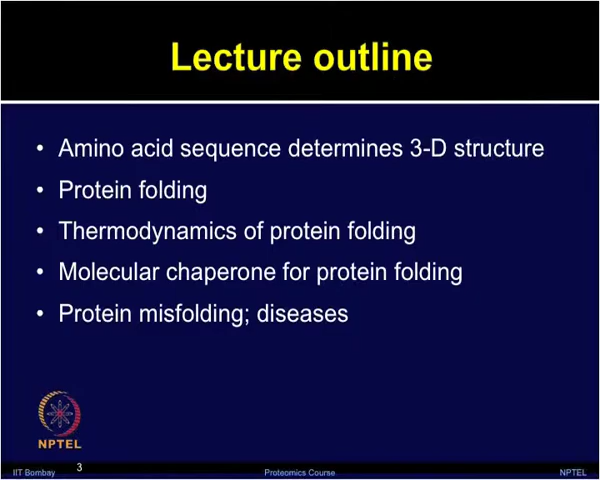 Lecture outline
• Amino acid sequence determines 3-D structure
• Protein folding
• Thermodynamics of protein folding
• Molecular chaperone for protein folding
• Protein misfolding; diseases
NPTEL
IIT Bombay 3 Proteomics Course NPTEL